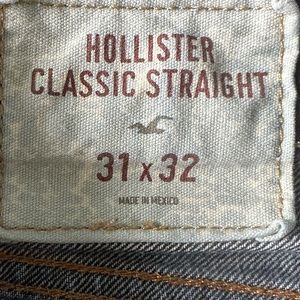 HOLLISTER
CLASSIC STRAIGHT
31 x 32
MADE IN MEXICO